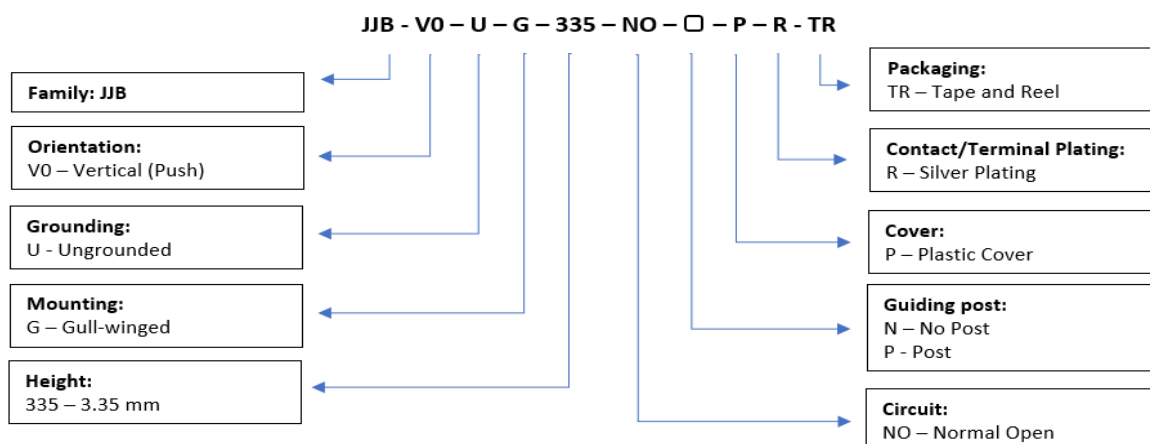 JJB - V0 – U – G – 335 – NO – ▢ – P – R - TR
Family: JJB
Orientation:
V0 – Vertical (Push)
Grounding:
U - Ungrounded
Mounting:
G – Gull-winged
Height:
335 – 3.35 mm
Packaging:
TR – Tape and Reel
Contact/Terminal Plating:
R – Silver Plating
Cover:
P – Plastic Cover
Guiding post:
N – No Post
P - Post
Circuit:
NO – Normal Open